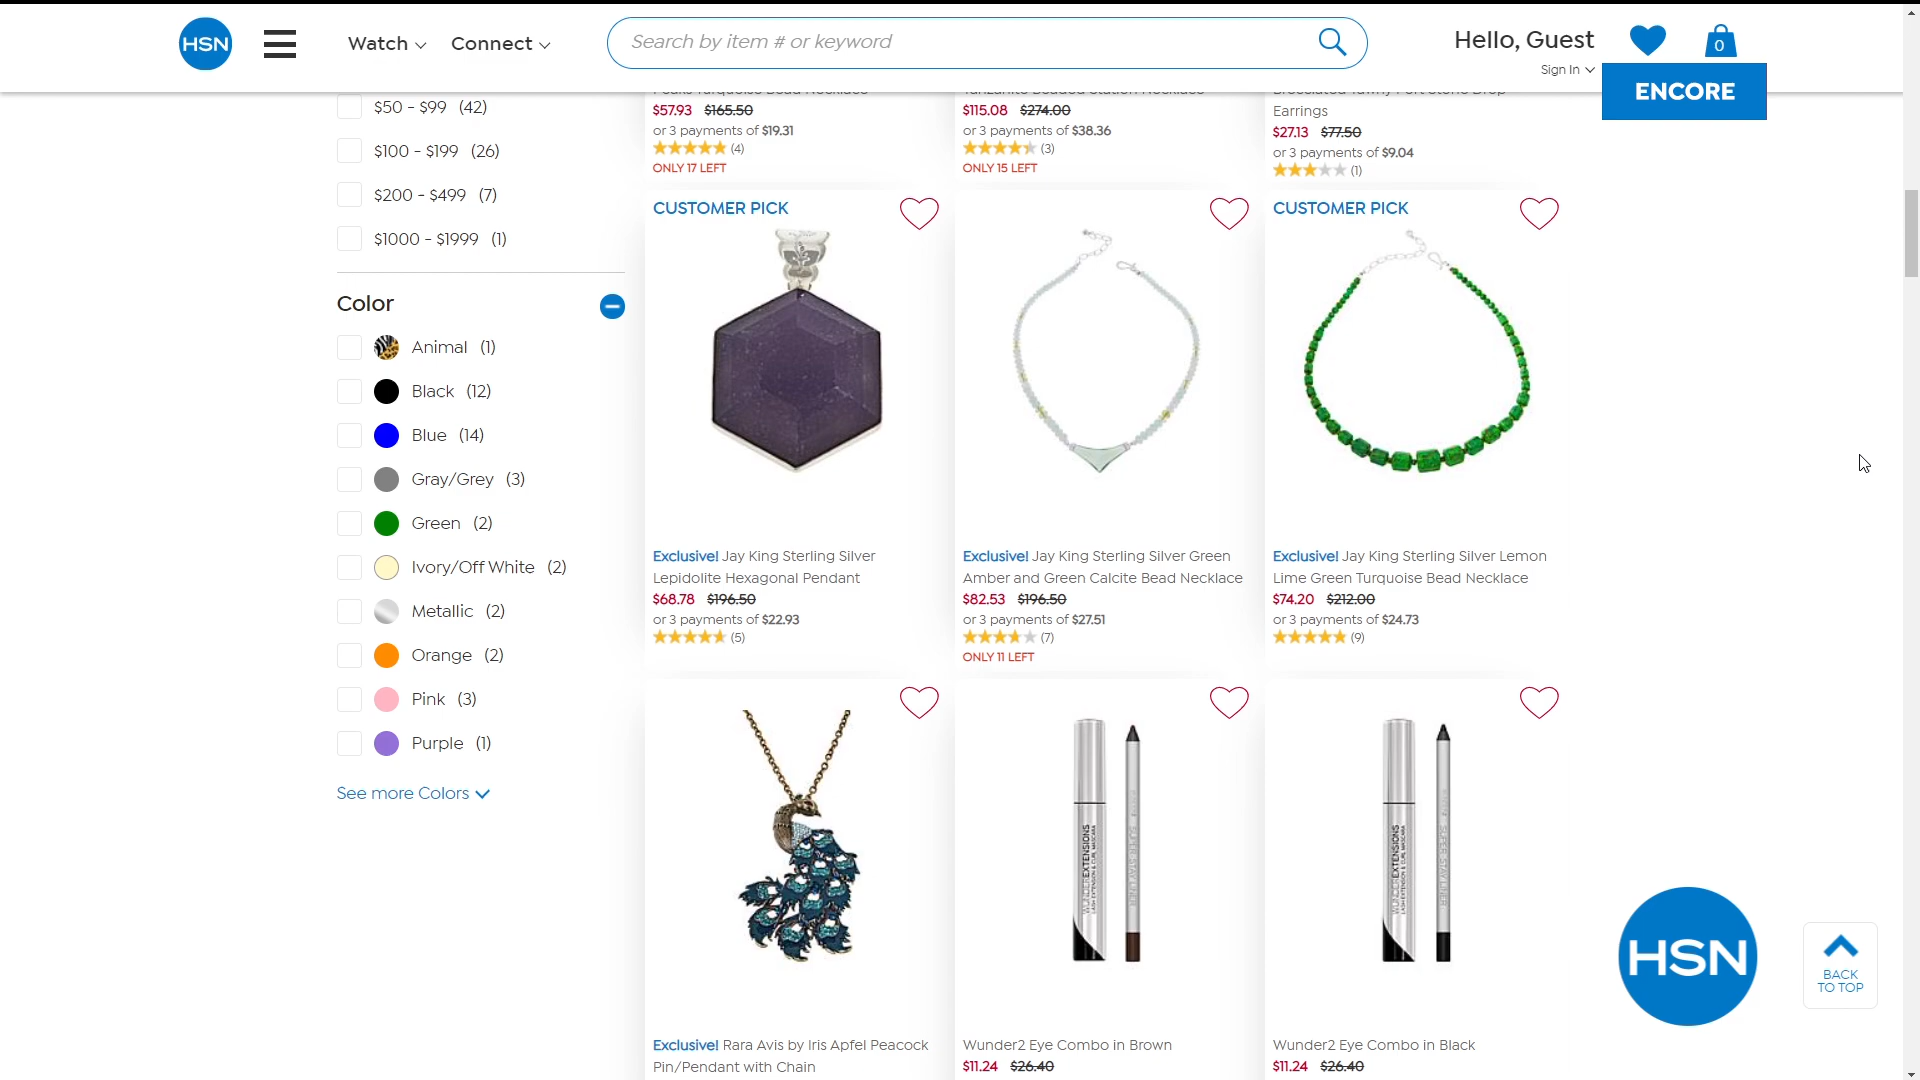 HSN
Watch
Connect
Search by item # or keyword
Hello, Guest
Sign In
0
ENCORE
$50 - $99 (42)
$100 - $199 (26)
$200 - $499 (7)
$1000 - $1999 (1)
Color
Animal (1)
Black (12)
Blue (14)
Gray/Grey (3)
Green (2)
Ivory/Off White (2)
Metallic (2)
Orange (2)
Pink (3)
Purple (1)
See more Colors
$57.93 $165.50
or 3 payments of $19.31
(4)
ONLY 17 LEFT
$115.08 $274.00
or 3 payments of $38.36
(3)
ONLY 15 LEFT
Earrings
$27.13 $77.50
or 3 payments of $9.04
(1)
CUSTOMER PICK
Exclusive! Jay King Sterling Silver
Lepidolite Hexagonal Pendant
$68.78 $196.50
or 3 payments of $22.93
(5)
Exclusive! Jay King Sterling Silver Green
Amber and Green Calcite Bead Necklace
$82.53 $196.50
or 3 payments of $27.51
(7)
ONLY 11 LEFT
CUSTOMER PICK
Exclusive! Jay King Sterling Silver Lemon
Lime Green Turquoise Bead Necklace
$74.20 $212.00
or 3 payments of $24.73
(9)
Exclusive! Rara Avis by Iris Apfel Peacock
Pin/Pendant with Chain
WUNDEREXTENSIONS
LASH EXTENSION & CURL MASCARA
Wunder2 Eye Combo in Brown
$11.24 $26.40
WUNDEREXTENSIONS
LASH EXTENSION & CURL MASCARA
Wunder2 Eye Combo in Black
$11.24 $26.40
HSN
BACK
TO TOP